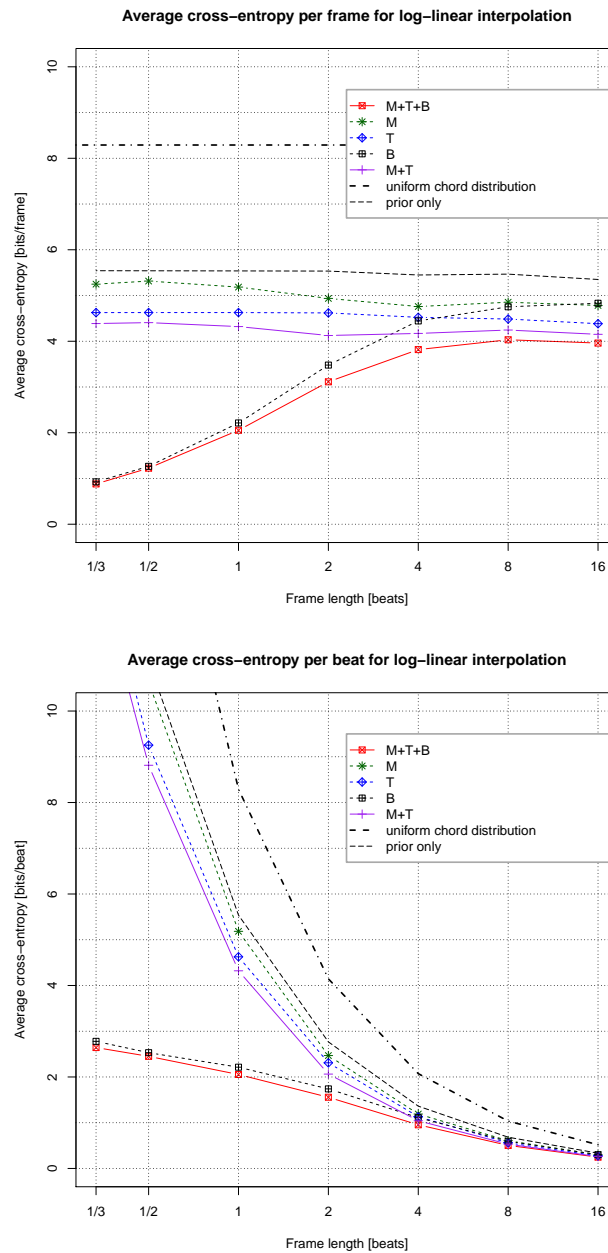 Average cross−entropy per frame for log−linear interpolation
10
8
6
4
2
0
Average cross−entropy [bits/frame]
M+T+B
M
T
B
M+T
uniform chord distribution
prior only
1/3 1/2 1 2 4 8 16
Frame length [beats]
Average cross−entropy per beat for log−linear interpolation
10
8
6
4
2
0
Average cross−entropy [bits/beat]
M+T+B
M
T
B
M+T
uniform chord distribution
prior only
1/3 1/2 1 2 4 8 16
Frame length [beats]